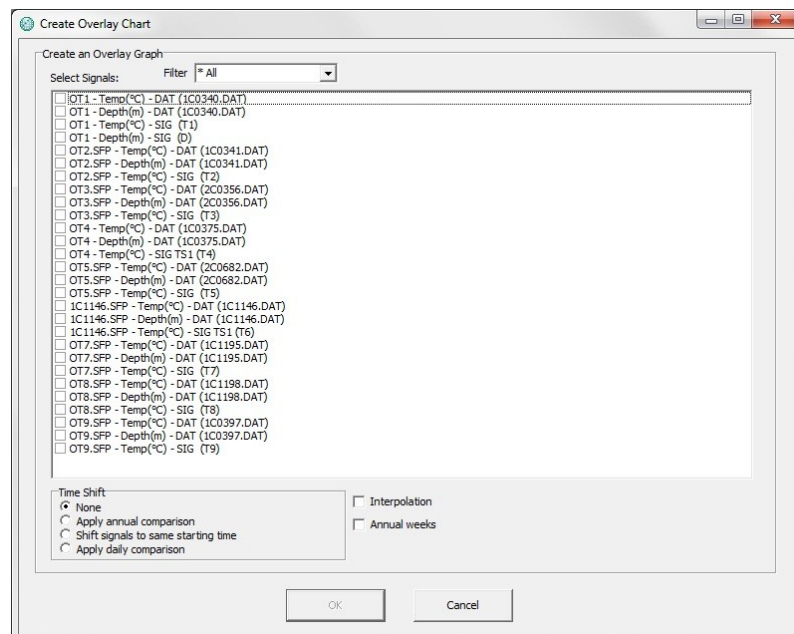 Create Overlay Chart
Create an Overlay Graph
Select Signals:
Filter
* All
OT1 - Temp(°C) - DAT (1C0340.DAT)
OT1 - Depth(m) - DAT (1C0340.DAT)
OT1 - Temp(°C) - SIG (T1)
OT1 - Depth(m) - SIG (D)
OT2.SFP - Temp(°C) - DAT (1C0341.DAT)
OT2.SFP - Depth(m) - DAT (1C0341.DAT)
OT2.SFP - Temp(°C) - SIG (T2)
OT3.SFP - Temp(°C) - DAT (2C0356.DAT)
OT3.SFP - Depth(m) - DAT (2C0356.DAT)
OT3.SFP - Temp(°C) - SIG (T3)
OT4 - Temp(°C) - DAT (1C0375.DAT)
OT4 - Depth(m) - DAT (1C0375.DAT)
OT4 - Temp(°C) - SIG TS1 (T4)
OT5.SFP - Temp(°C) - DAT (2C0682.DAT)
OT5.SFP - Depth(m) - DAT (2C0682.DAT)
OT5.SFP - Temp(°C) - SIG (T5)
1C1146.SFP - Temp(°C) - DAT (1C1146.DAT)
1C1146.SFP - Depth(m) - DAT (1C1146.DAT)
1C1146.SFP - Temp(°C) - SIG TS1 (T6)
OT7.SFP - Temp(°C) - DAT (1C1195.DAT)
OT7.SFP - Depth(m) - DAT (1C1195.DAT)
OT7.SFP - Temp(°C) - SIG (T7)
OT8.SFP - Temp(°C) - DAT (1C1198.DAT)
OT8.SFP - Depth(m) - DAT (1C1198.DAT)
OT8.SFP - Temp(°C) - SIG (T8)
OT9.SFP - Temp(°C) - DAT (1C0397.DAT)
OT9.SFP - Depth(m) - DAT (1C0397.DAT)
OT9.SFP - Temp(°C) - SIG (T9)
Time Shift
None
Apply annual comparison
Shift signals to same starting time
Apply daily comparison
Interpolation
Annual weeks
OK
Cancel